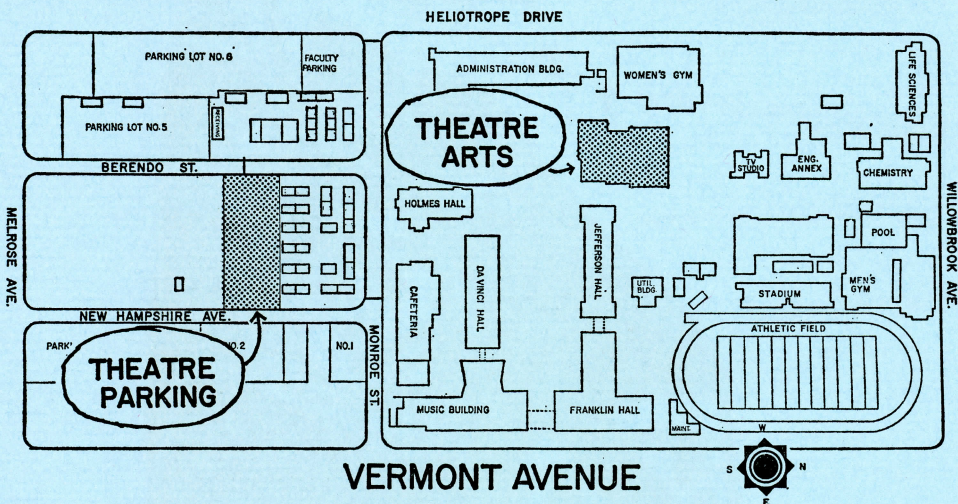 HELIOTROPE DRIVE
PARKING LOT NO. 6
FACULTY
PARKING
PARKING LOT NO. 5
RECEIVING
BERENDO ST.
MELROSE AVE.
NEW HAMPSHIRE AVE.
PARK'
NO. 2
NO. 1
THEATRE
PARKING
MONROE ST.
ADMINISTRATION BLDG.
WOMEN'S GYM
LIFE SCIENCES
THEATRE
ARTS
TV
STUDIO
ENG.
ANNEX
CHEMISTRY
WILLOWBROOK AVE.
HOLMES HALL
JEFFERSON HALL
DA VINCI HALL
CAFETERIA
POOL
UTIL.
BLDG.
MEN'S
GYM
STADIUM
ATHLETIC FIELD
MUSIC BUILDING
FRANKLIN HALL
MAINT.
W
S
N
E
VERMONT AVENUE